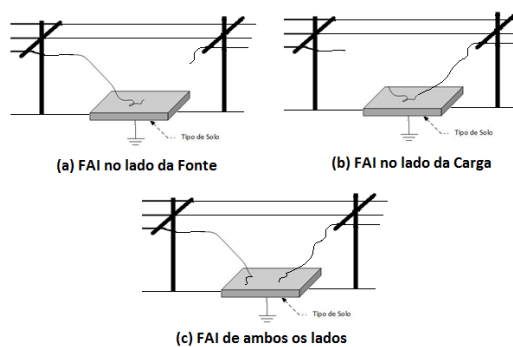 Tipo de Solo
(a) FAI no lado da Fonte
Tipo de Solo
(b) FAI no lado da Carga
Tipo de Solo
(c) FAI de ambos os lados